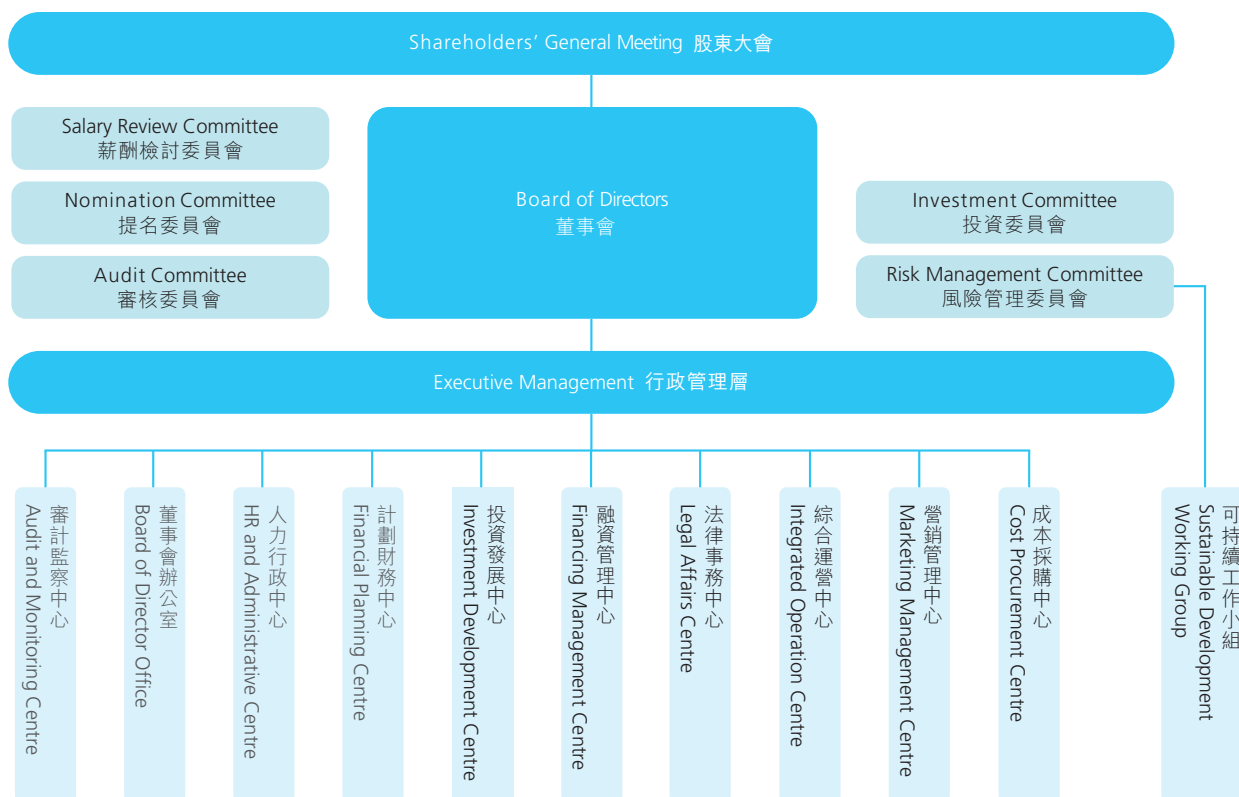 Shareholders' General Meeting 股東大會
Salary Review Committee
薪酬檢討委員會
Nomination Committee
提名委員會
Audit Committee
審核委員會
Board of Directors
董事會
Investment Committee
投資委員會
Risk Management Committee
風險管理委員會
Executive Management 行政管理層
審計監察中心
Audit and Monitoring Centre
董事會辦公室
Board of Director Office
人力行政中心
HR and Administrative Centre
計劃財務中心
Financial Planning Centre
投資發展中心
Investment Development Centre
融資管理中心
Financing Management Centre
法律事務中心
Legal Affairs Centre
綜合運營中心
Integrated Operation Centre
營銷管理中心
Marketing Management Centre
成本採購中心
Cost Procurement Centre
可持續工作小組
Sustainable Development
Working Group